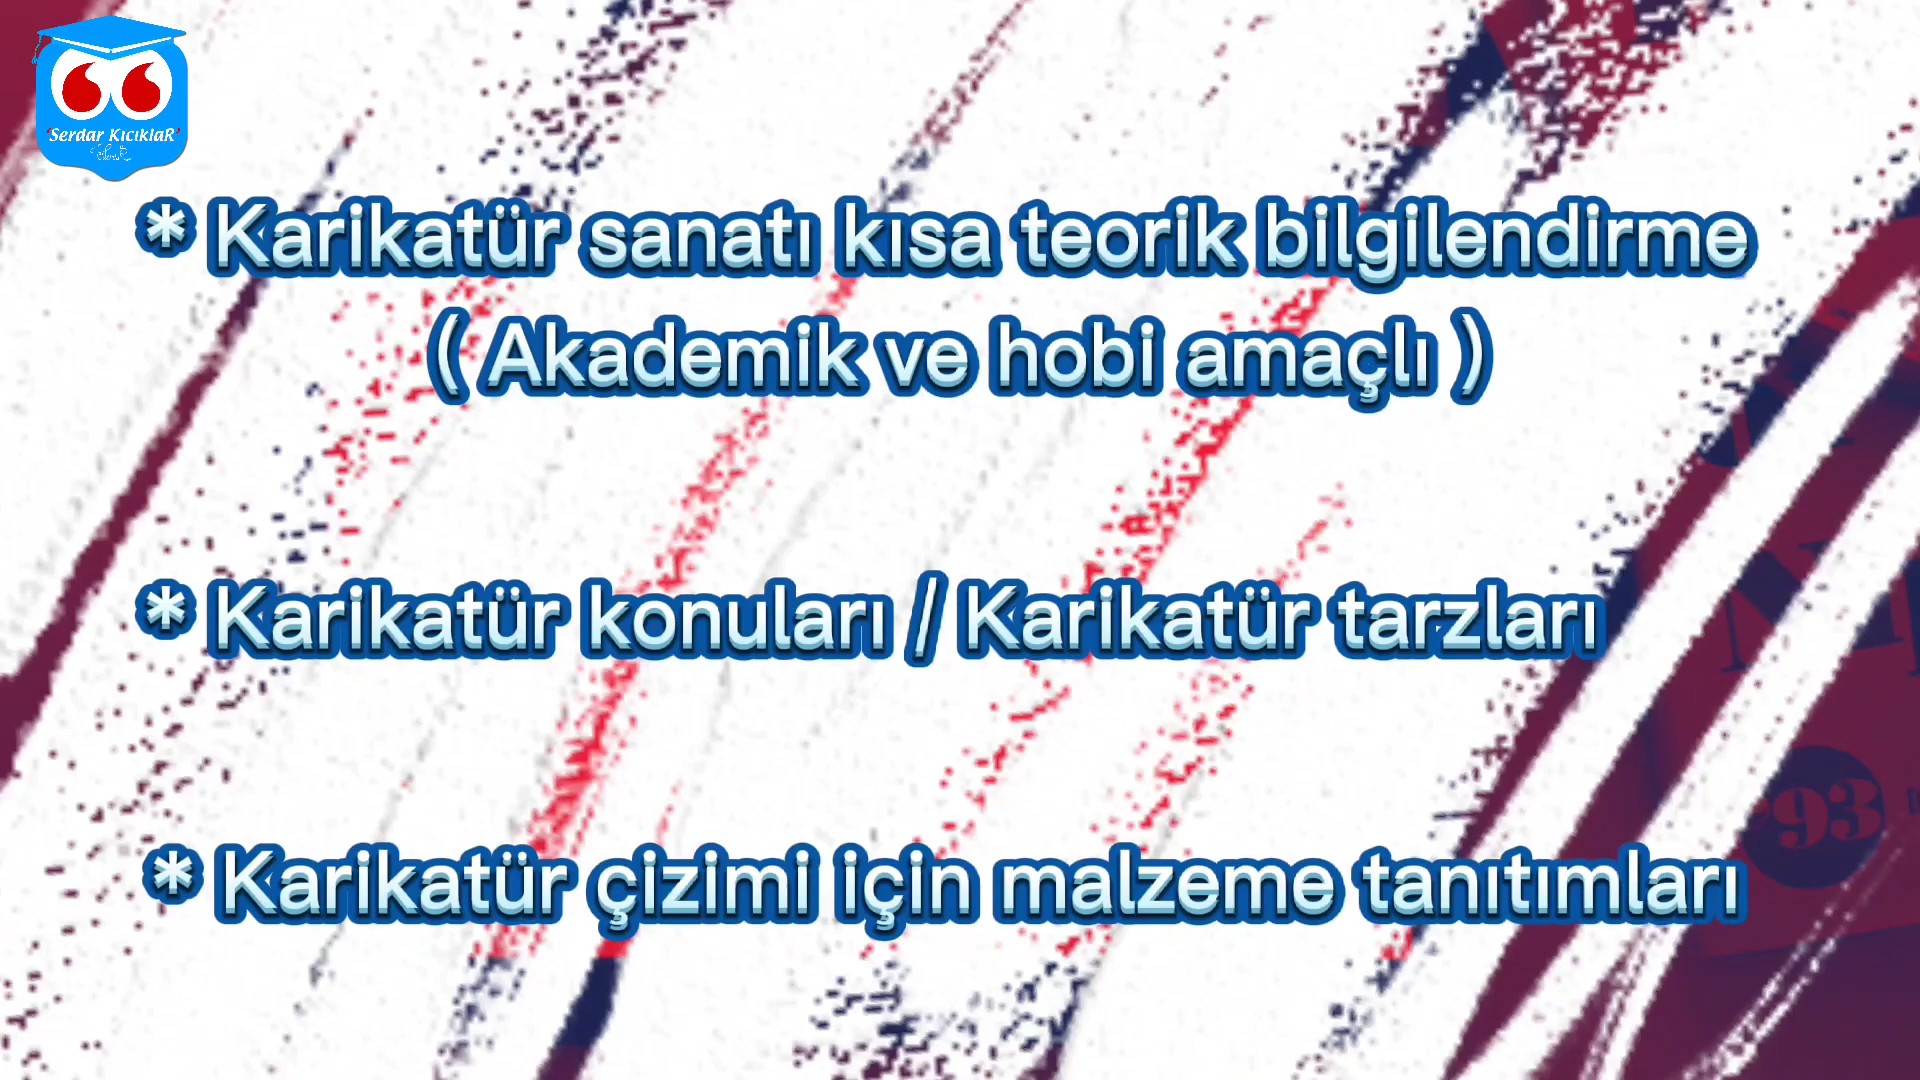 'Serdar KıcıklaR'
* Karikatür sanatı kısa teorik bilgilendirme
( Akademik ve hobi amaçlı )
* Karikatür konuları / Karikatür tarzları
* Karikatür çizimi için malzeme tanıtımları
'93